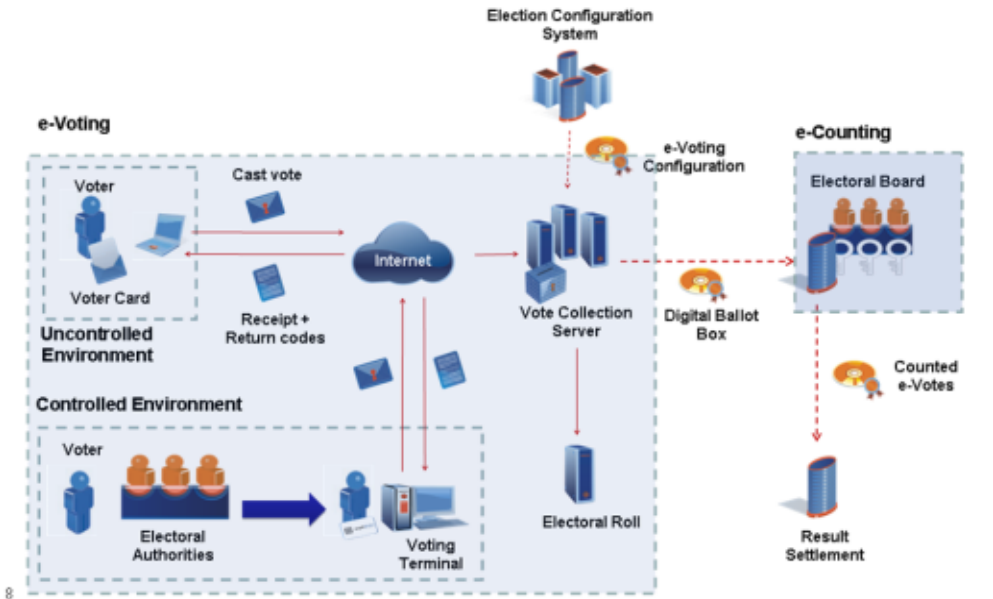 Election Configuration
System
e-Voting
e-Voting
Configuration
e-Counting
Voter
Cast vote
Electoral Board
Internet
Voter Card
Receipt +
Return codes
Vote Collection
Server
Digital Ballot
Box
Uncontrolled
Environment
Counted
e-Votes
Controlled Environment
Voter
Electoral
Authorities
Voting
Terminal
Electoral Roll
Result
Settlement
8